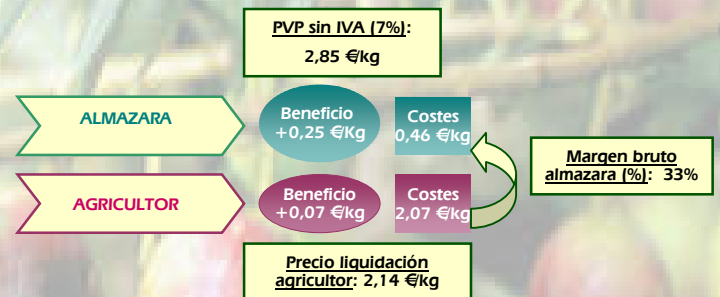 PVP sin IVA (7%):
2,85 €/kg
ALMAZARA
Beneficio
+0,25 €/Kg
Costes
0,46 €/kg
Margen bruto
almazara (%): 33%
AGRICULTOR
Beneficio
+0,07 €/kg
Costes
2,07 €/kg
Precio liquidación
agricultor: 2,14 €/kg